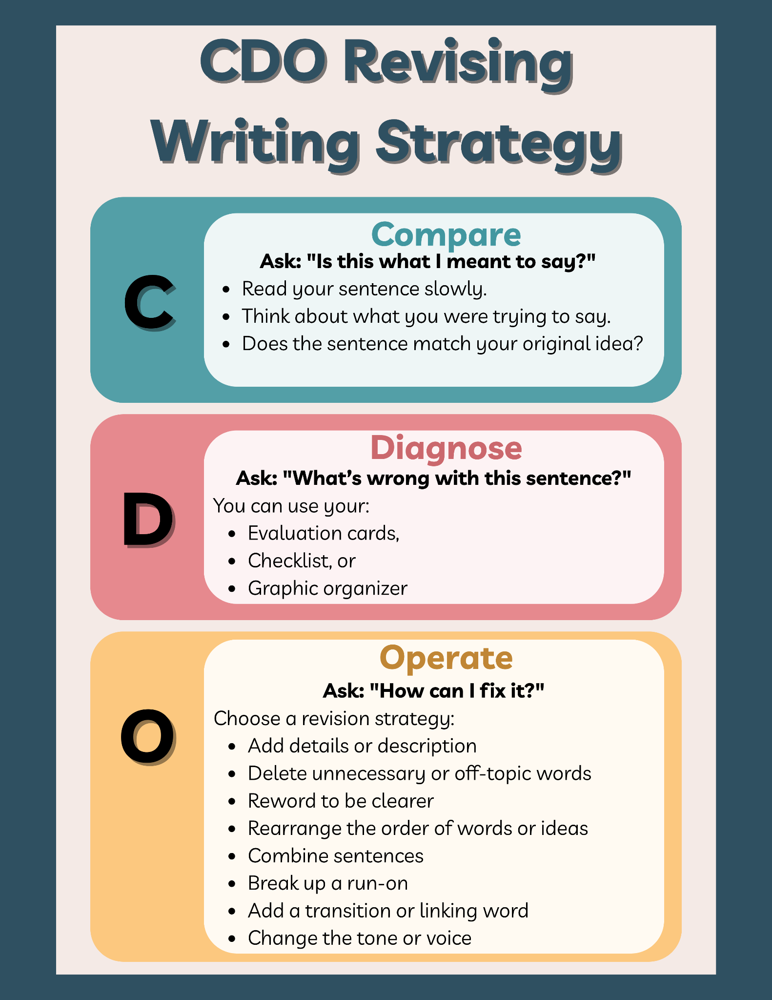 CDO Revising
Writing Strategy
C
Compare
Ask: "Is this what I meant to say?"
• Read your sentence slowly.
• Think about what you were trying to say.
• Does the sentence match your original idea?
D
Diagnose
Ask: "What’s wrong with this sentence?"
You can use your:
• Evaluation cards,
• Checklist, or
• Graphic organizer
O
Operate
Ask: "How can I fix it?"
Choose a revision strategy:
• Add details or description
• Delete unnecessary or off-topic words
• Reword to be clearer
• Rearrange the order of words or ideas
• Combine sentences
• Break up a run-on
• Add a transition or linking word
• Change the tone or voice